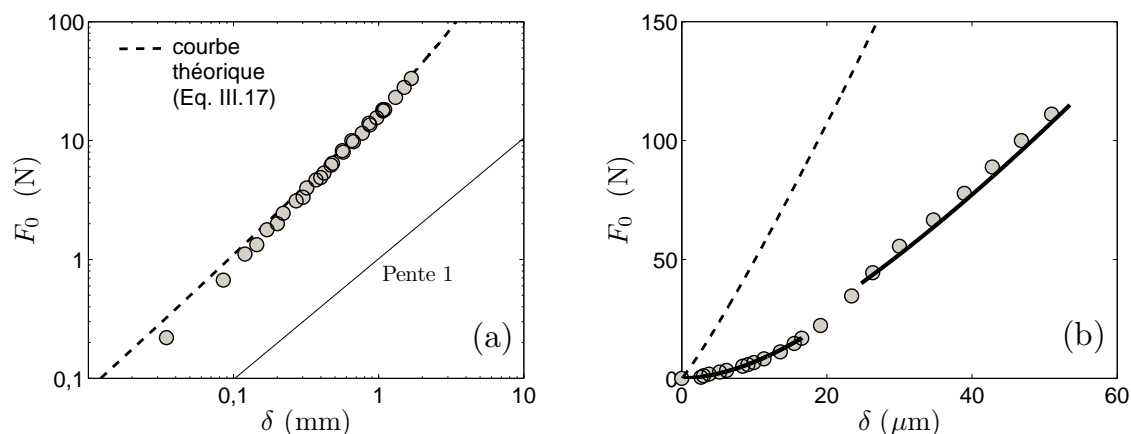 100
10
1
0,1
F0 (N)
courbe
théorique
(Eq. III.17)
Pente 1
(a)
0,1
1
10
δ (mm)
150
100
50
0
F0 (N)
(b)
0
20
40
60
δ (μm)